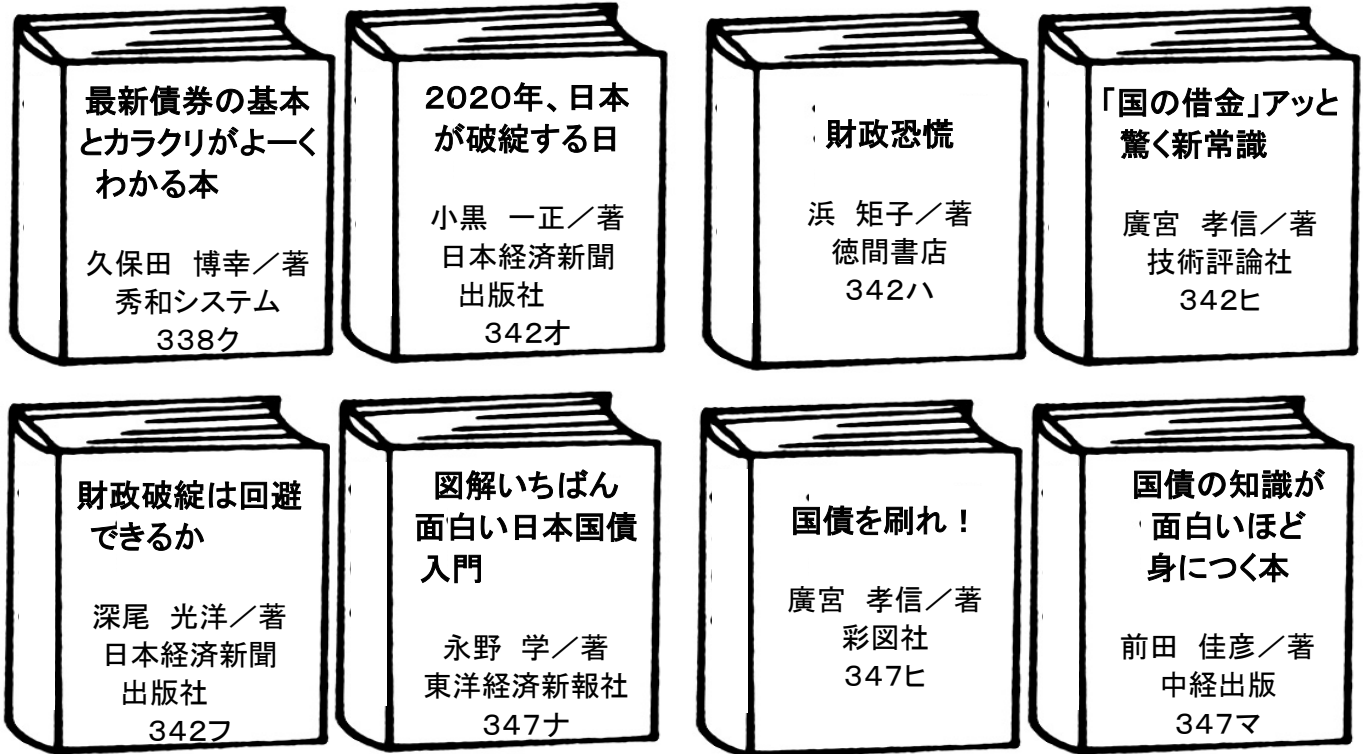 最新債券の基本
とカラクリがよーく
わかる本
久保田 博幸／著
秀和システム
338ク
2020年、日本
が破綻する日
小黒 一正／著
日本経済新聞
出版社
342オ
財政恐慌
浜 矩子／著
徳間書店
342ハ
「国の借金」アッと
驚く新常識
廣宮 孝信／著
技術評論社
342ヒ
財政破綻は回避
できるか
深尾 光洋／著
日本経済新聞
出版社
342フ
図解いちばん
面白い日本国債
入門
永野 学／著
東洋経済新報社
347ナ
国債を刷れ！
廣宮 孝信／著
彩図社
347ヒ
国債の知識が
面白いほど
身につく本
前田 佳彦／著
中経出版
347マ